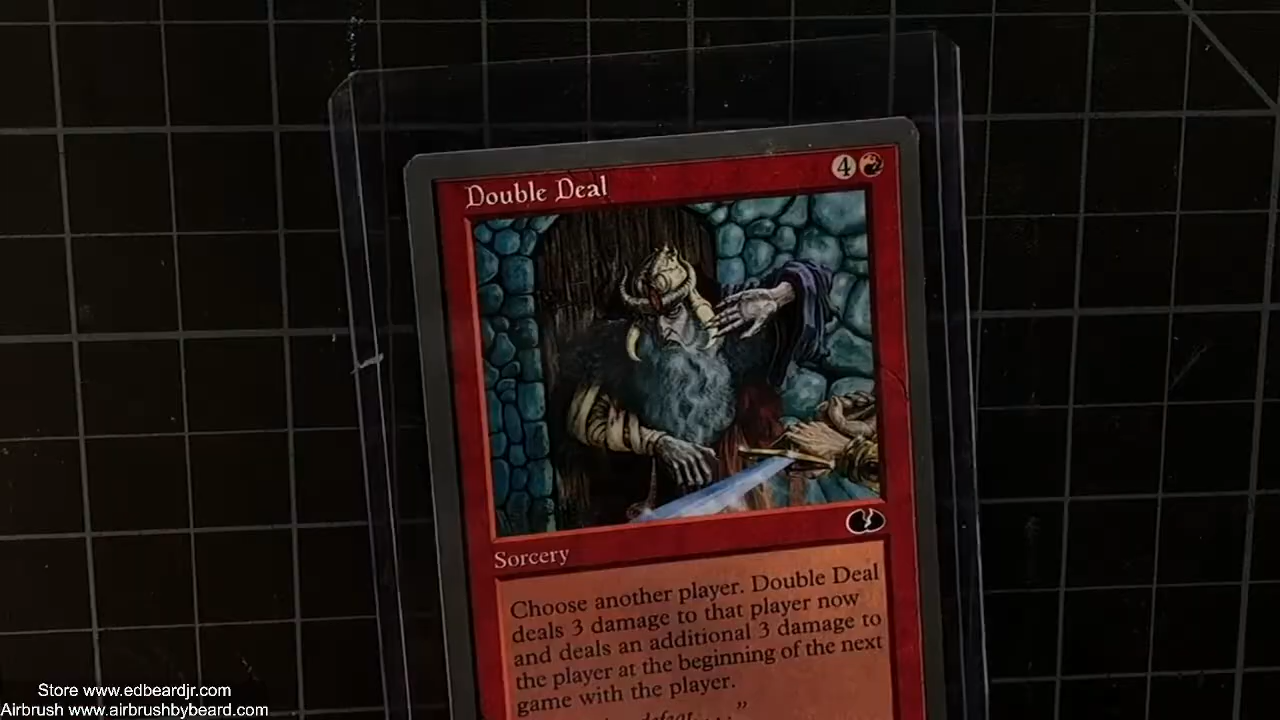 Double Deal
4
Sorcery
Choose another player. Double Deal
deals 3 damage to that player now
and deals an additional 3 damage to
the player at the beginning of the next
game with the player.
defeat . . . ."
Store www.edbeardjr.com
Airbrush www.airbrushbybeard.com